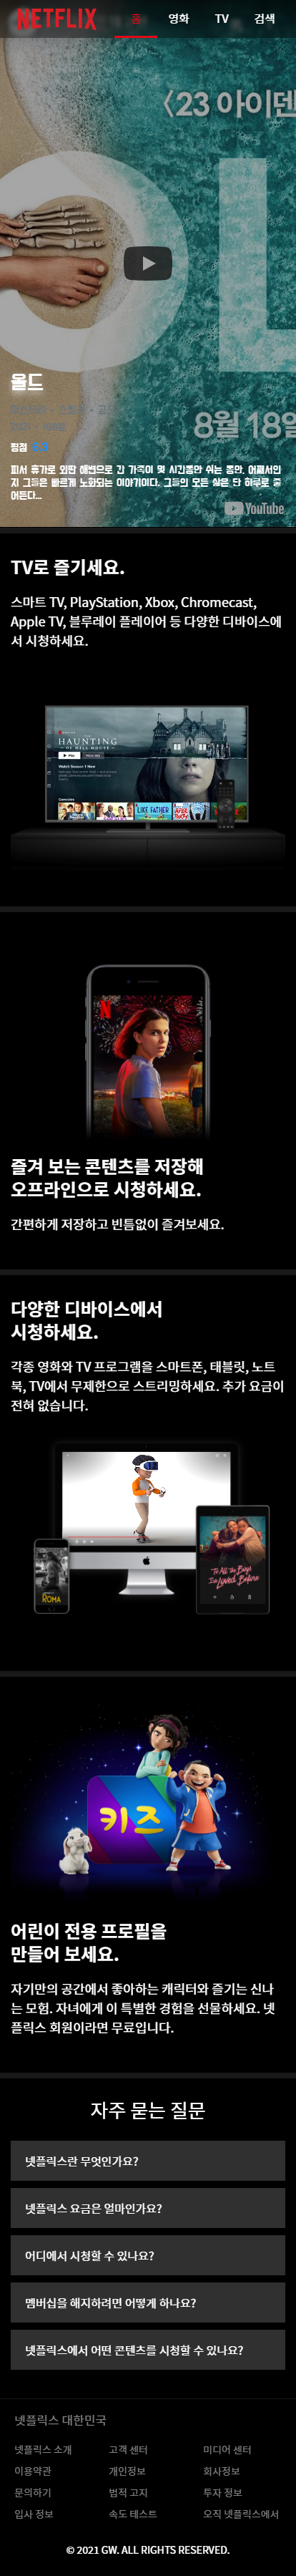 NETFLIX 홈 영화 TV 검색
〈23 아이덴
OL
올드
평점
8월 18일
피서 휴가로 외딴 해변으로 간 가족이 몇 시간동안 쉬는 동안, 어째서인
지 그들은 빠르게 노화되는 이야기이다. 그들의 모든 삶은 단 하루로 줄
어든다...
YouTube
TV로 즐기세요.
스마트 TV, PlayStation, Xbox, Chromecast,
Apple TV, 블루레이 플레이어 등 다양한 디바이스에
서 시청하세요.
THE
HAUNTING
OF HILL HOUSE
Play
Watch Season 1 Now
LIKE FATHER
N
즐겨 보는 콘텐츠를 저장해
오프라인으로 시청하세요.
간편하게 저장하고 빈틈없이 즐겨보세요.
다양한 디바이스에서
시청하세요.
각종 영화와 TV 프로그램을 스마트폰, 태블릿, 노트
북, TV에서 무제한으로 스트리밍하세요. 추가 요금이
전혀 없습니다.
ROMA
To All the Boys
I've Loved Before
키즈
어린이 전용 프로필을
만들어 보세요.
자기만의 공간에서 좋아하는 캐릭터와 즐기는 신나
는 모험. 자녀에게 이 특별한 경험을 선물하세요. 넷
플릭스 회원이라면 무료입니다.
자주 묻는 질문
넷플릭스란 무엇인가요?
넷플릭스 요금은 얼마인가요?
어디에서 시청할 수 있나요?
멤버십을 해지하려면 어떻게 하나요?
넷플릭스에서 어떤 콘텐츠를 시청할 수 있나요?
넷플릭스 대한민국
넷플릭스 소개 고객 센터 미디어 센터
이용약관 개인정보 회사정보
문의하기 법적 고지 투자 정보
입사 정보 속도 테스트 오직 넷플릭스에서
© 2021 GW. ALL RIGHTS RESERVED.